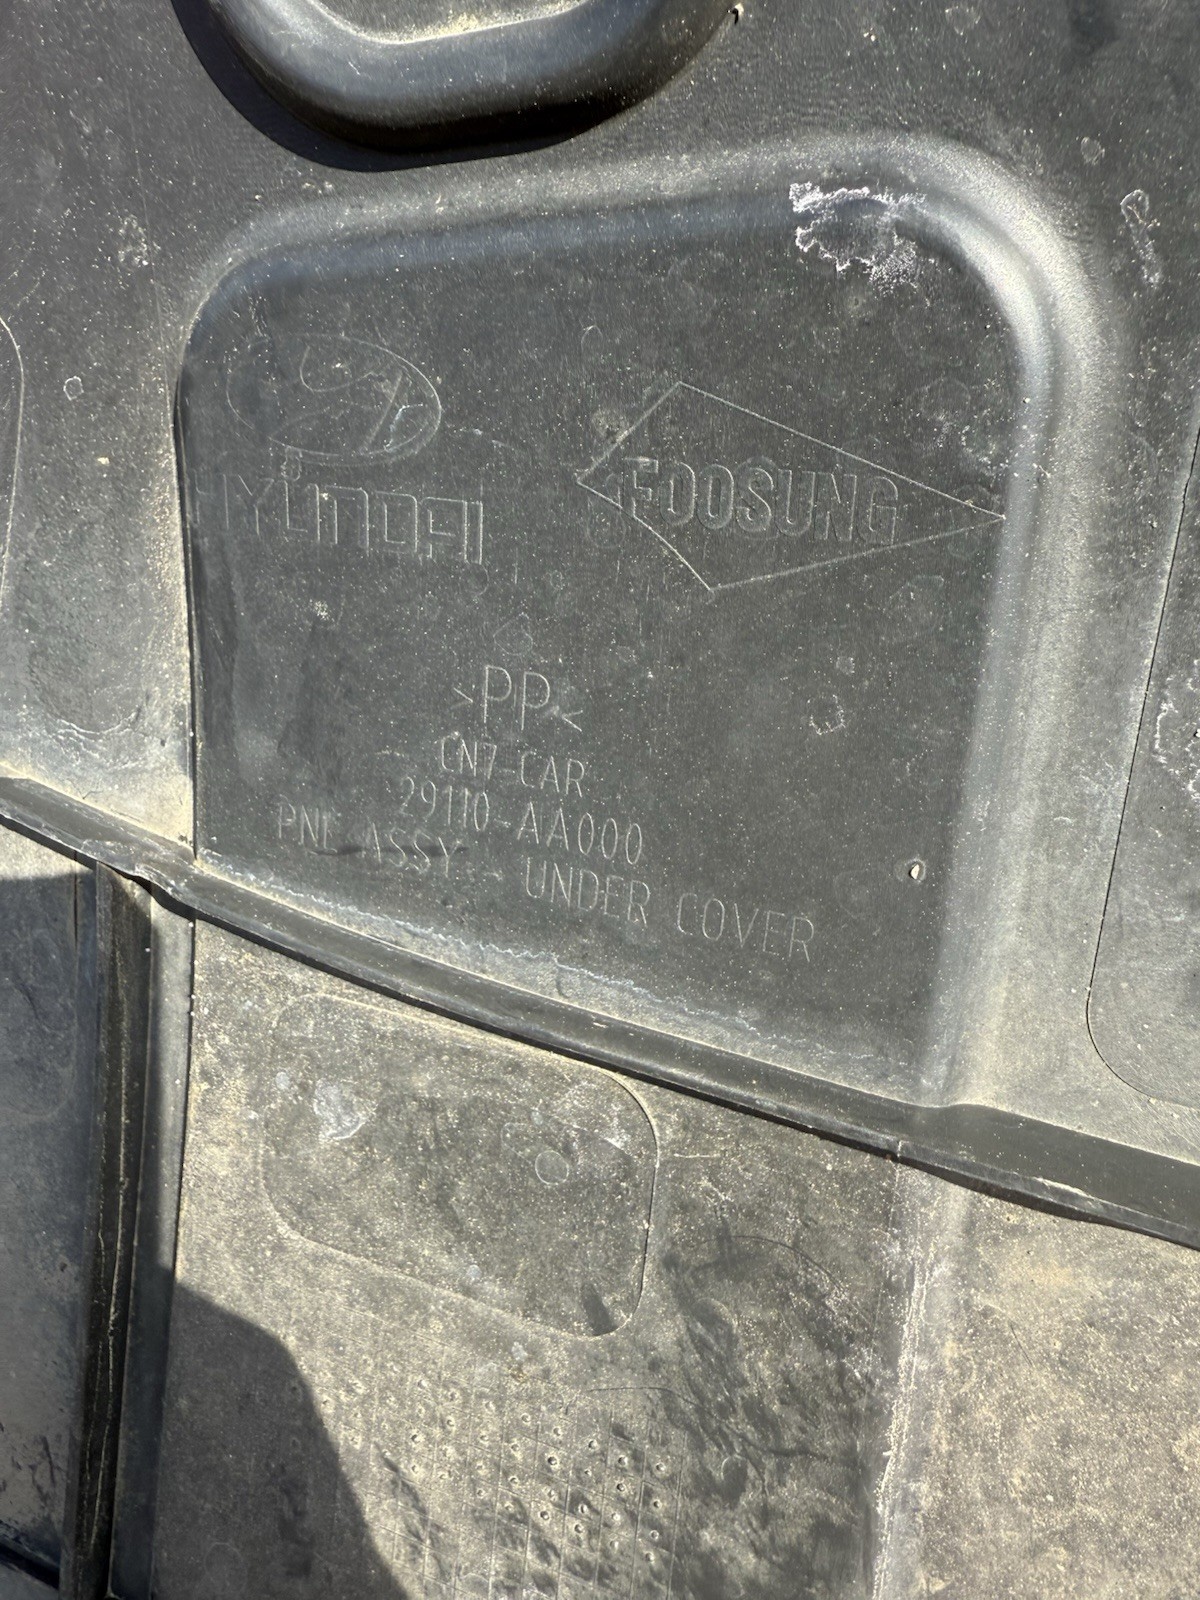 HYUNDAI
FOOSUNG
>PP<
CN7-CAR
29110-AA000
PNL ASSY - UNDER COVER